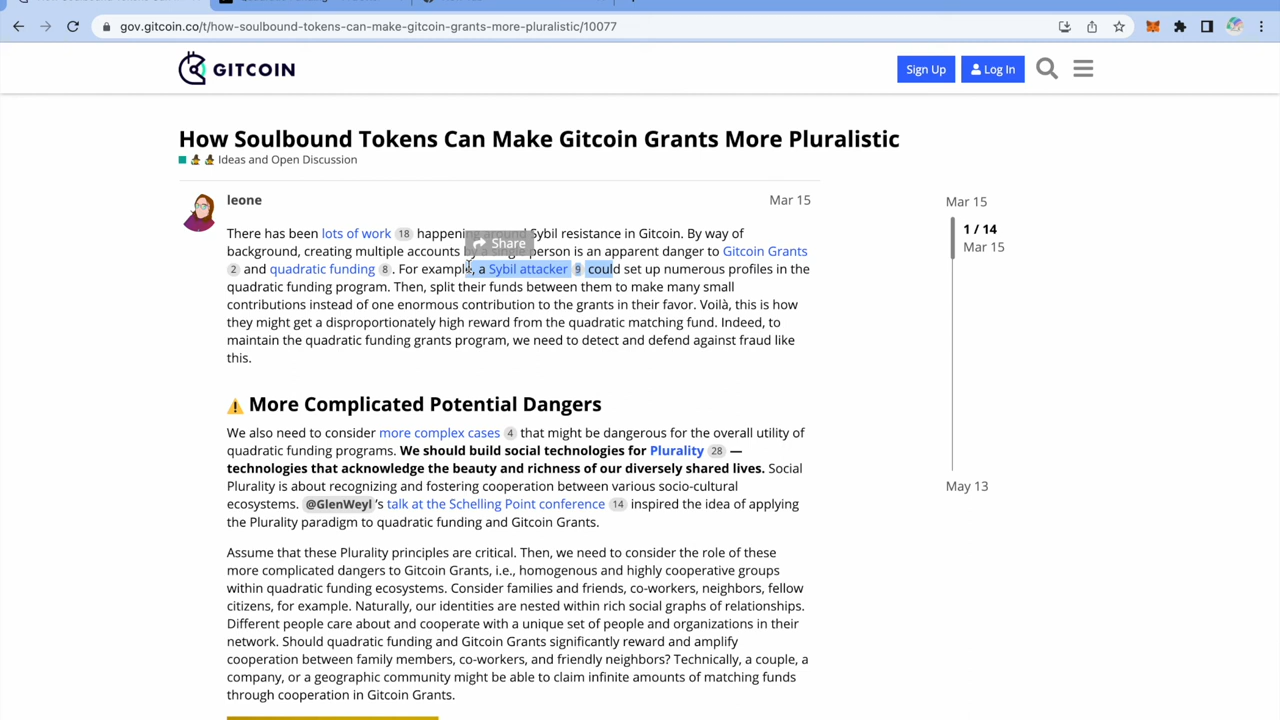 gov.gitcoin.co/t/how-soulbound-tokens-can-make-gitcoin-grants-more-pluralistic/10077
GITCOIN
Sign Up
Log In
How Soulbound Tokens Can Make Gitcoin Grants More Pluralistic
Ideas and Open Discussion
leone
Mar 15
There has been lots of work 18 happening around Sybil resistance in Gitcoin. By way of
Share
background, creating multiple accounts by a single person is an apparent danger to Gitcoin Grants
2 and quadratic funding 8 . For example, a Sybil attacker 9 could set up numerous profiles in the
quadratic funding program. Then, split their funds between them to make many small
contributions instead of one enormous contribution to the grants in their favor. Voilà, this is how
they might get a disproportionately high reward from the quadratic matching fund. Indeed, to
maintain the quadratic funding grants program, we need to detect and defend against fraud like
this.
More Complicated Potential Dangers
We also need to consider more complex cases 4 that might be dangerous for the overall utility of
quadratic funding programs. We should build social technologies for Plurality 28 —
technologies that acknowledge the beauty and richness of our diversely shared lives. Social
Plurality is about recognizing and fostering cooperation between various socio-cultural
ecosystems. @GlenWeyl 's talk at the Schelling Point conference 14 inspired the idea of applying
the Plurality paradigm to quadratic funding and Gitcoin Grants.
Assume that these Plurality principles are critical. Then, we need to consider the role of these
more complicated dangers to Gitcoin Grants, i.e., homogenous and highly cooperative groups
within quadratic funding ecosystems. Consider families and friends, co-workers, neighbors, fellow
citizens, for example. Naturally, our identities are nested within rich social graphs of relationships.
Different people care about and cooperate with a unique set of people and organizations in their
network. Should quadratic funding and Gitcoin Grants significantly reward and amplify
cooperation between family members, co-workers, and friendly neighbors? Technically, a couple, a
company, or a geographic community might be able to claim infinite amounts of matching funds
through cooperation in Gitcoin Grants.
Mar 15
1 / 14
Mar 15
May 13